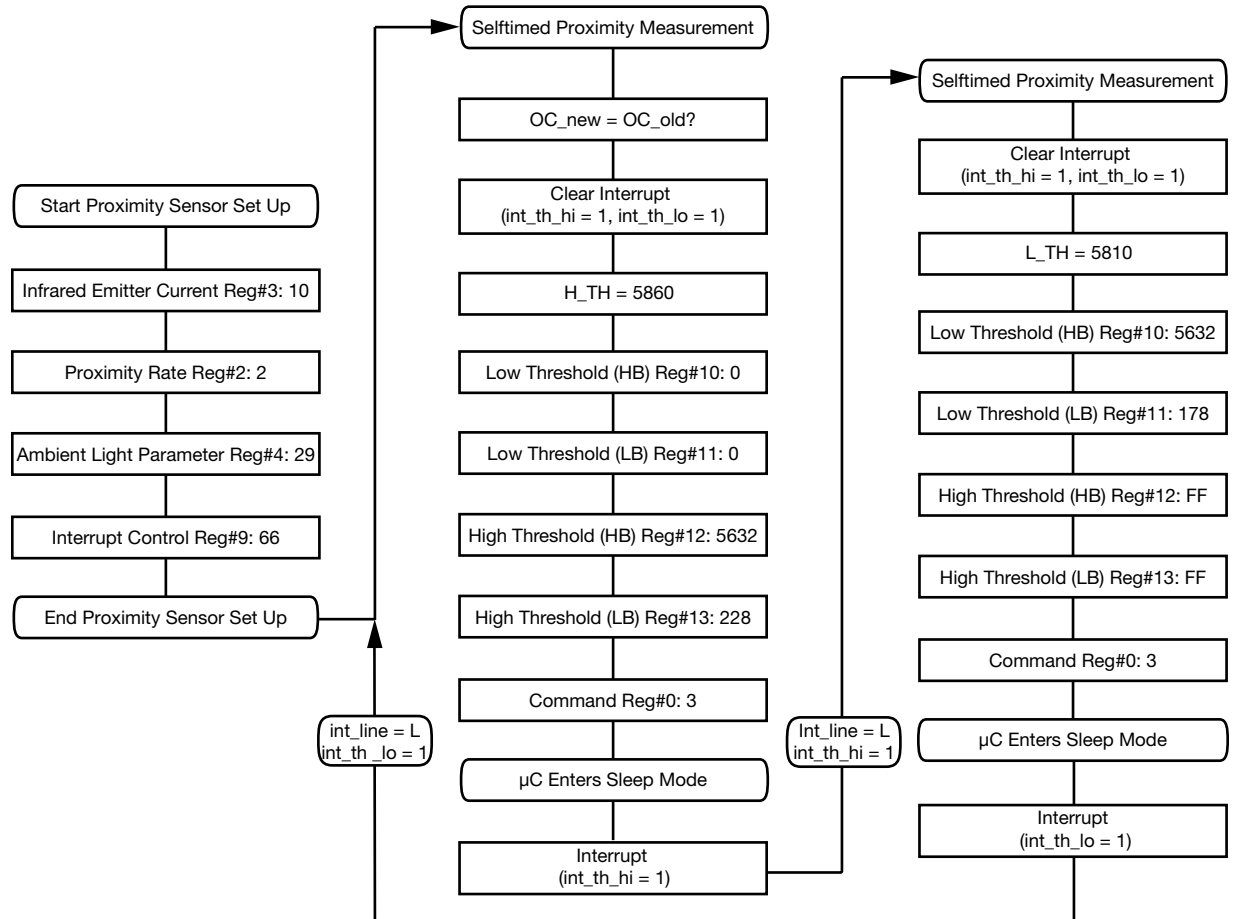 Start Proximity Sensor Set Up
Infrared Emitter Current Reg#3: 10
Proximity Rate Reg#2: 2
Ambient Light Parameter Reg#4: 29
Interrupt Control Reg#9: 66
End Proximity Sensor Set Up
int_line = L
int_th _lo = 1
Selftimed Proximity Measurement
OC_new = OC_old?
Clear Interrupt
(int_th_hi = 1, int_th_lo = 1)
H_TH = 5860
Low Threshold (HB) Reg#10: 0
Low Threshold (LB) Reg#11: 0
High Threshold (HB) Reg#12: 5632
High Threshold (LB) Reg#13: 228
Command Reg#0: 3
µC Enters Sleep Mode
Interrupt
(int_th_hi = 1)
Int_line = L
int_th_hi = 1
Selftimed Proximity Measurement
Clear Interrupt
(int_th_hi = 1, int_th_lo = 1)
L_TH = 5810
Low Threshold (HB) Reg#10: 5632
Low Threshold (LB) Reg#11: 178
High Threshold (HB) Reg#12: FF
High Threshold (LB) Reg#13: FF
Command Reg#0: 3
µC Enters Sleep Mode
Interrupt
(int_th_lo = 1)